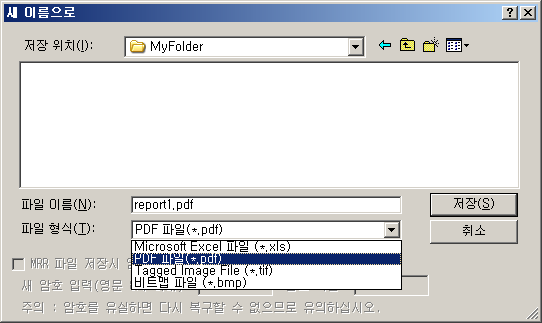 새 이름으로
저장 위치(I):
MyFolder
파일 이름(N):
report1.pdf
저장(S)
파일 형식(T):
PDF 파일(*.pdf)
취소
Microsoft Excel 파일 (*.xls)
PDF 파일(*.pdf)
Tagged Image File (*.tif)
비트맵 파일 (*.bmp)
MRR 파일 저장시
새 암호 입력(영문
주의 : 암호를 유실하면 다시 복구할 수 없으므로 유의하십시오.